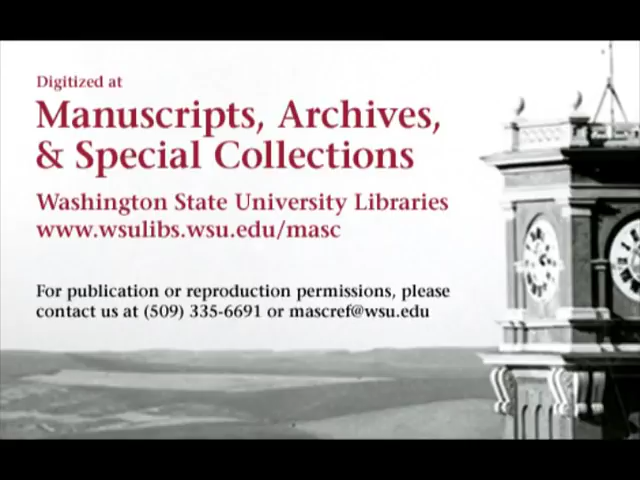 Digitized at
Manuscripts, Archives,
& Special Collections
Washington State University Libraries
www.wsulibs.wsu.edu/masc
For publication or reproduction permissions, please
contact us at (509) 335-6691 or mascref@wsu.edu